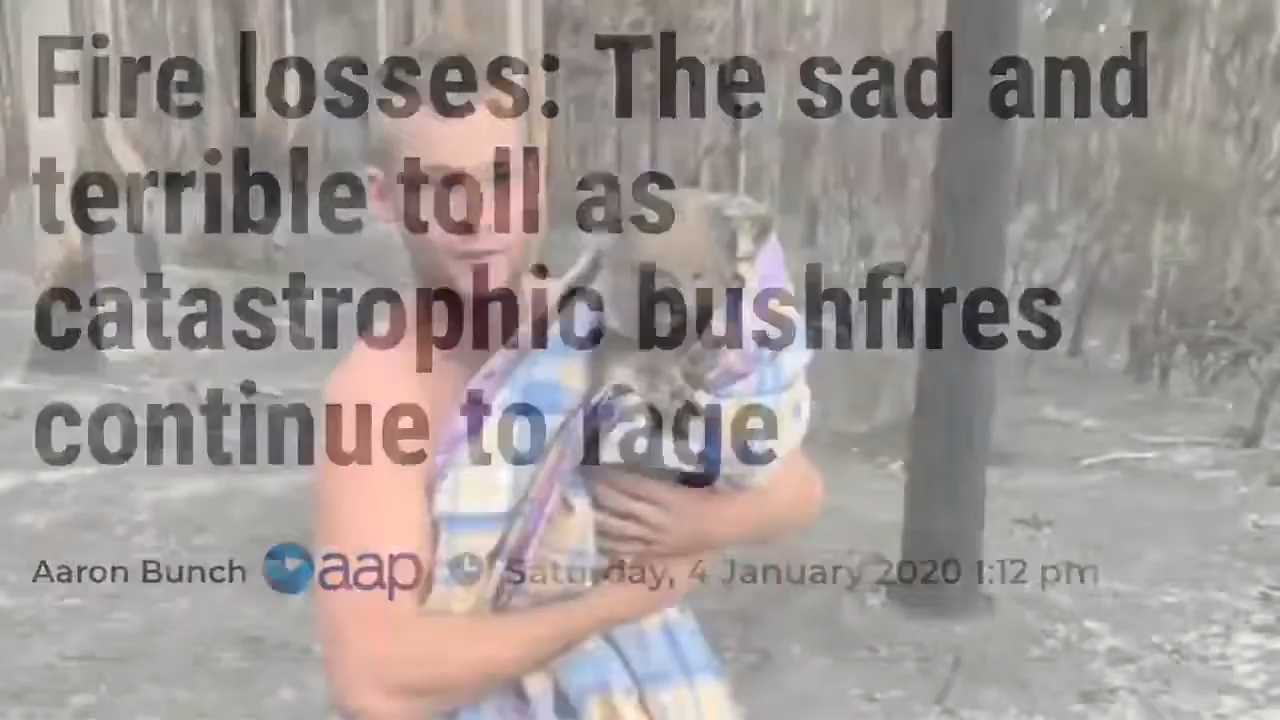 Fire losses: The sad and
terrible toll as
catastrophic bushfires
continue to rage
Aaron Bunch aap Saturday, 4 January 2020 1:12 pm